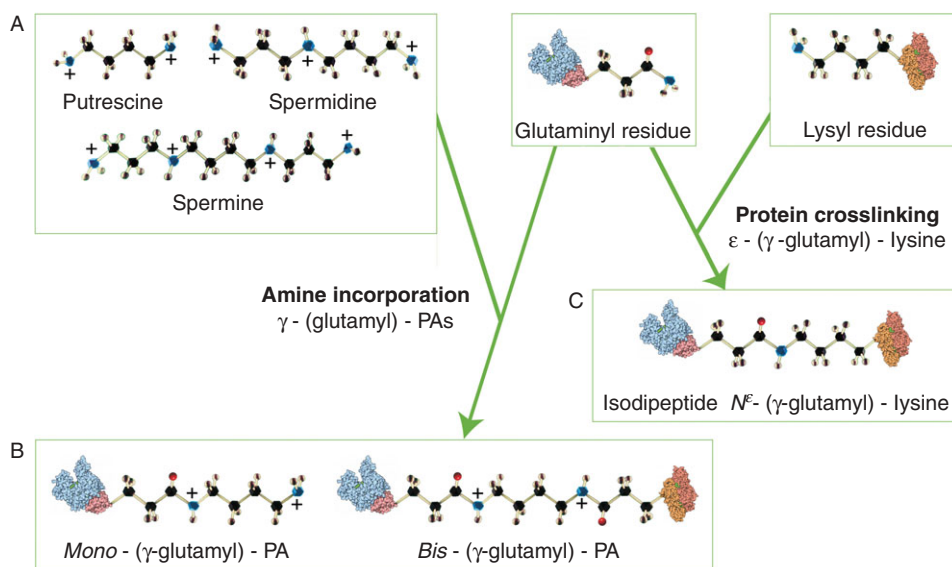 A
Putrescine
Spermidine
Spermine
Glutaminyl residue
Lysyl residue
Protein crosslinking
ε - (γ -glutamyl) - lysine
Amine incorporation
γ - (glutamyl) - PAs
C
Isodipeptide Nᵋ- (γ-glutamyl) - lysine
B
Mono - (γ-glutamyl) - PA
Bis - (γ-glutamyl) - PA